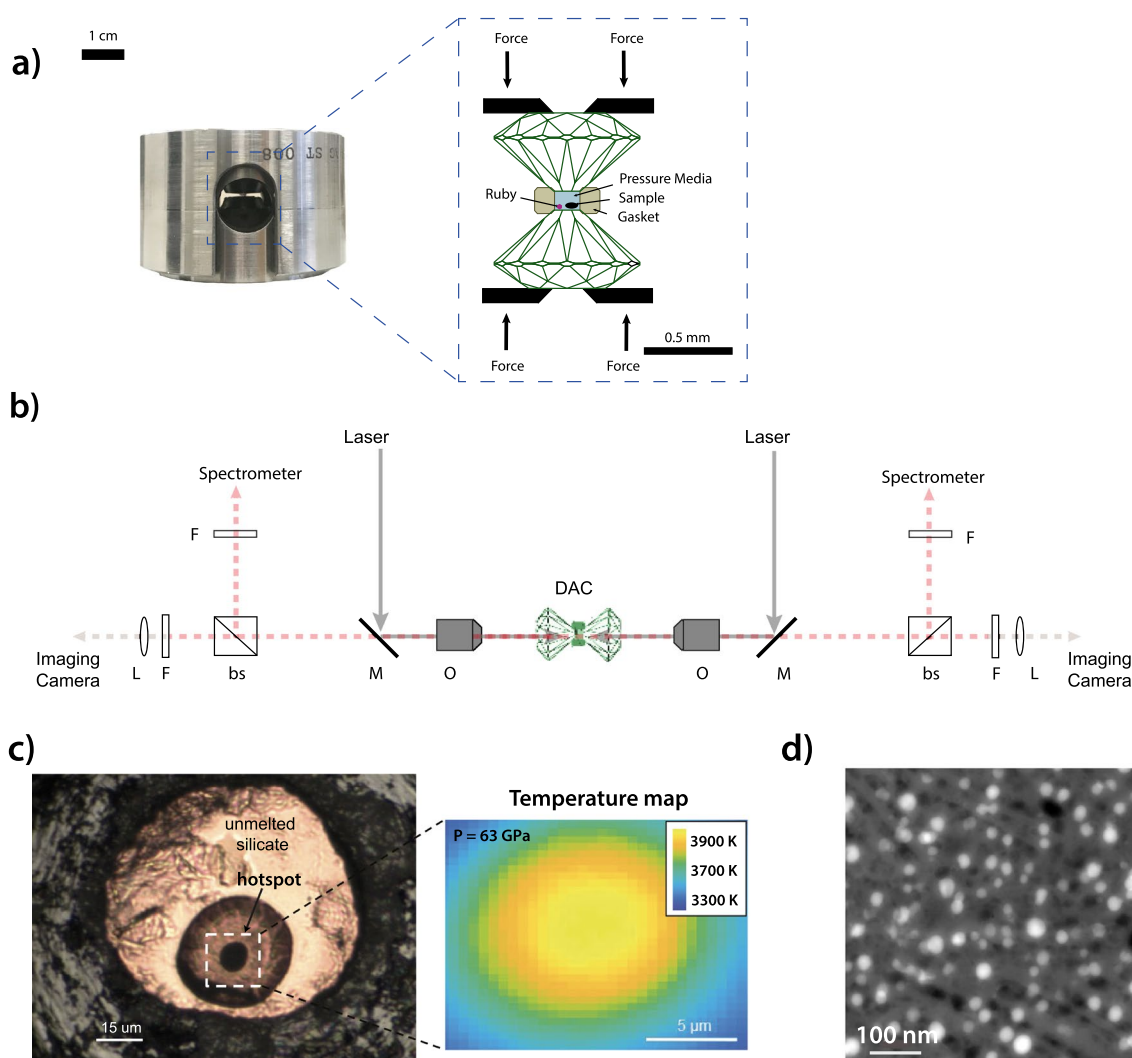 a)
1 cm
008
ST
Force
Force
Ruby
Pressure Media
Sample
Gasket
0.5 mm
Force
Force
b)
Laser
Laser
Spectrometer
Spectrometer
F
F
DAC
Imaging
Camera
L
F
bs
M
O
O
M
bs
F
L
Imaging
Camera
c)
d)
unmelted
silicate
hotspot
15 um
Temperature map
P = 63 GPa
3900 K
3700 K
3300 K
5 µm
100 nm